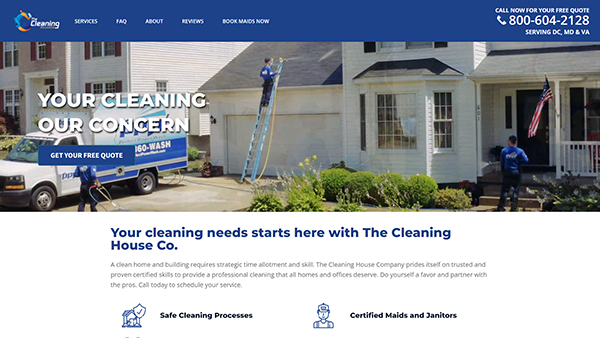 The
Cleaning
SERVICES
FAQ
ABOUT
REVIEWS
BOOK MAIDS NOW
CALL NOW FOR YOUR FREE QUOTE
800-604-2128
SERVING DC, MD & VA
YOUR CLEANING
OUR CONCERN
GET YOUR FREE QUOTE
60-WASH
Your cleaning needs starts here with The Cleaning
House Co.
A clean home and building requires strategic time allotment and skill. The Cleaning House Company prides itself on trusted and
proven certified skills to provide a professional cleaning that all homes and offices deserve. Do yourself a favor and partner with
the pros. Call today to schedule your service.
Safe Cleaning Processes
Certified Maids and Janitors